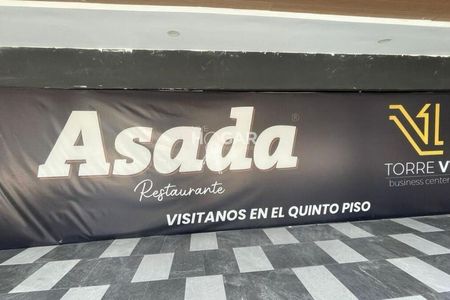 Asada®
Restaurante
VISITANOS EN EL QUINTO PISO
TORRE V
business center